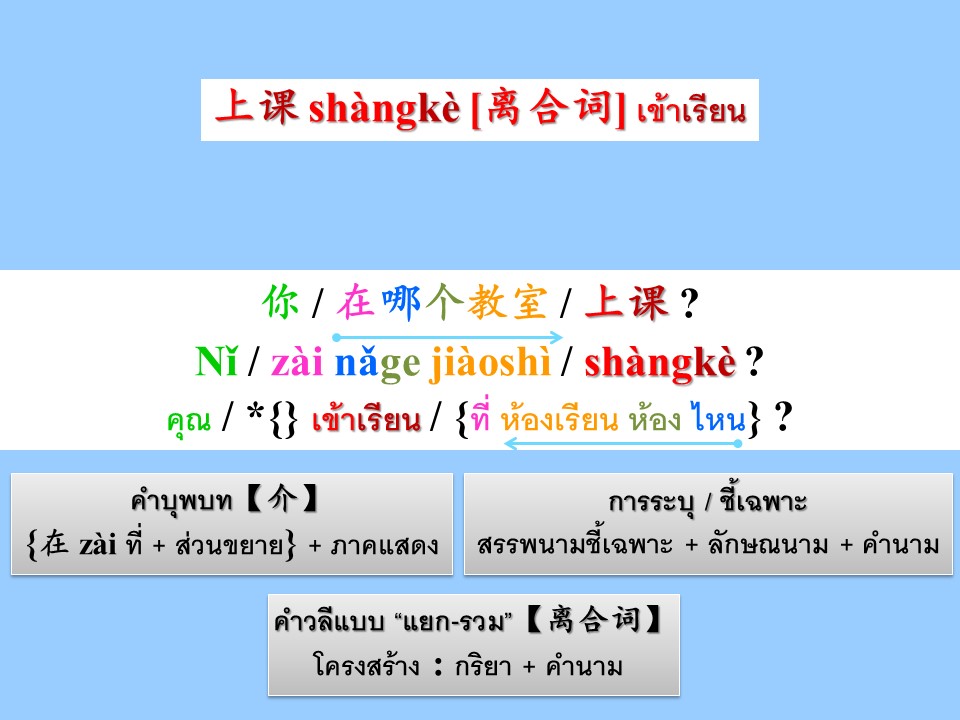 上课 shàngkè [离合词] เข้าเรียน
你 / 在哪个教室 / 上课 ?
Nǐ / zài nǎge jiàoshì / shàngkè ?
คุณ / *{} เข้าเรียน / {ที่ ห้องเรียน ห้อง ไหน} ?
คำบุพบท【介】
{在 zài ที่ + ส่วนขยาย} + ภาคแสดง
การระบุ / ชี้เฉพาะ
สรรพนามชี้เฉพาะ + ลักษณนาม + คำนาม
คำวลีแบบ “แยก-รวม”【离合词】
โครงสร้าง : กริยา + คำนาม